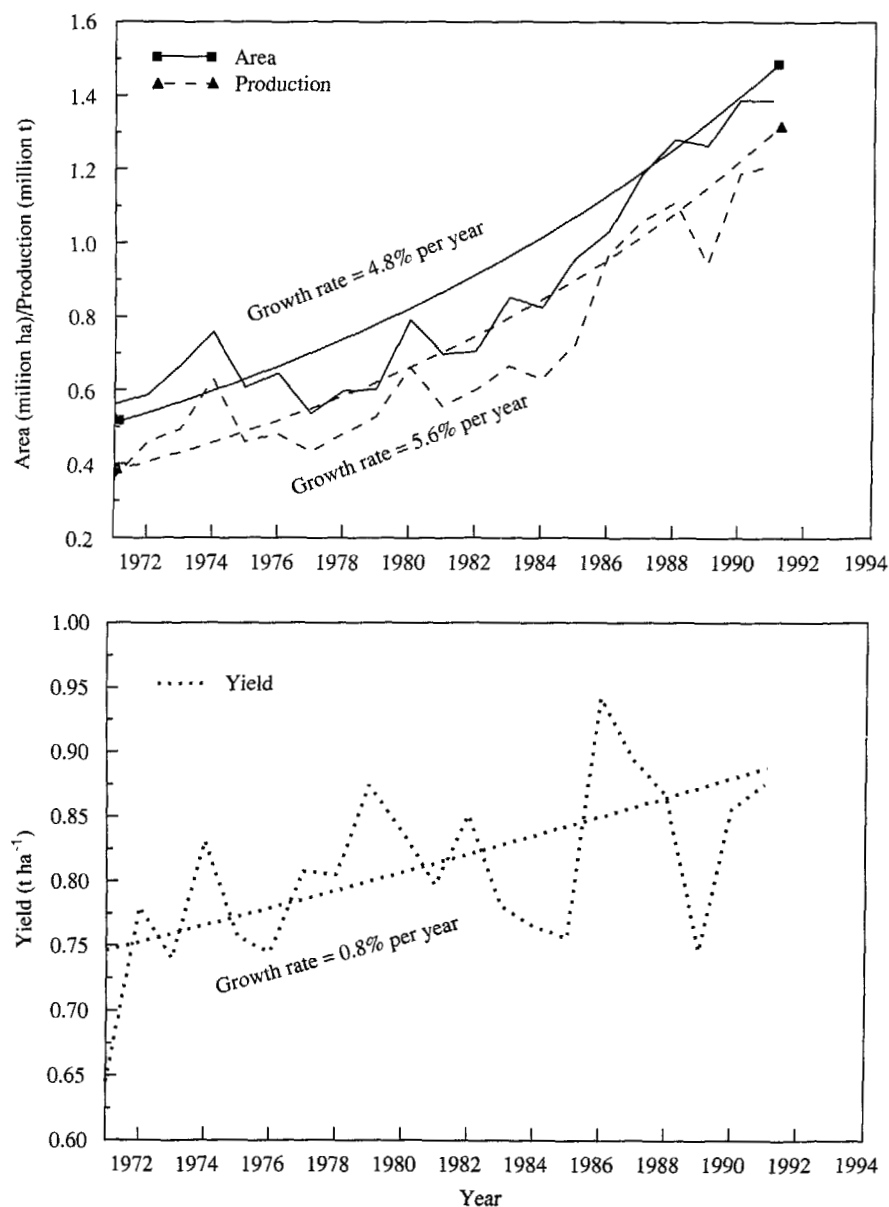 1.6
Area
Production
1.4
1.2
1.0
0.8
0.6
0.4
0.2
Area (miliion ha)/Production (million t)
Growth rate = 4.8% per year
Growth rate = 5.6% per year
1972 1974 1976 1978 1980 1982 1984 1986 1988 1990 1992 1994
1.00
Yield
0.95
0.90
0.85
0.80
0.75
0.70
0.65
0.60
Yield (t ha⁻¹)
Growth rate = 0.8% per year
1972 1974 1976 1978 1980 1982 1984 1986 1988 1990 1992 1994
Year